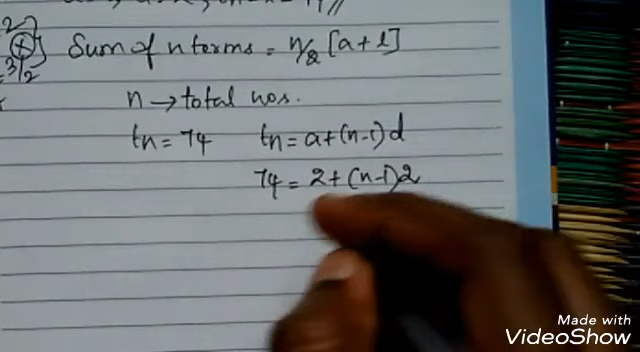 Sum of n terms = n/2 [a + l]
n → total nos.
tn = 74 tn = a + (n-1) d
74 = 2 + (n-1) 2
Made with
VideoShow